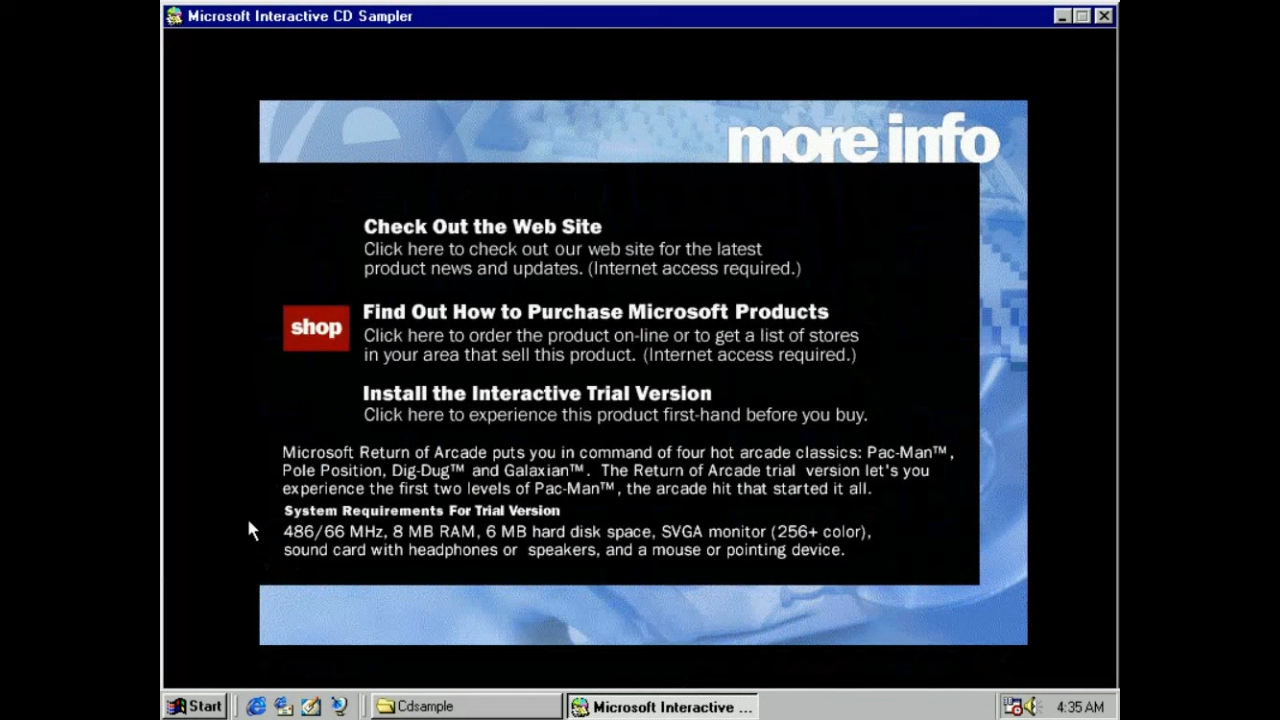 Microsoft Interactive CD Sampler
more info
Check Out the Web Site
Click here to check out our web site for the latest
product news and updates. (Internet access required.)
shop
Find Out How to Purchase Microsoft Products
Click here to order the product on-line or to get a list of stores
in your area that sell this product. (Internet access required.)
Install the Interactive Trial Version
Click here to experience this product first-hand before you buy.
Microsoft Return of Arcade puts you in command of four hot arcade classics: Pac-Man™,
Pole Position, Dig-Dug™ and Galaxian™. The Return of Arcade trial version let's you
experience the first two levels of Pac-Man™, the arcade hit that started it all.
System Requirements For Trial Version
486/66 MHz, 8 MB RAM, 6 MB hard disk space, SVGA monitor (256+ color),
sound card with headphones or speakers, and a mouse or pointing device.
Start
Cdsample
Microsoft Interactive ...
4:35 AM